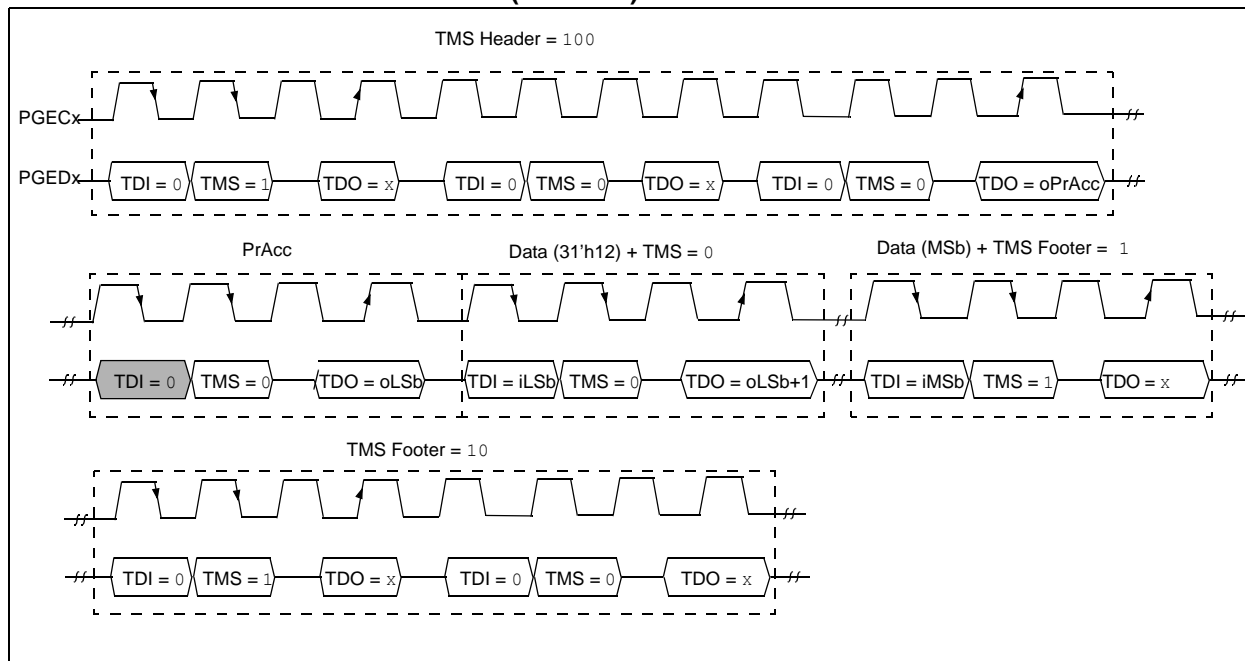 TMS Header = 100
PGECx
PGEDx
TDI = 0 TMS = 1 TDO = x TDI = 0 TMS = 0 TDO = x TDI = 0 TMS = 0 TDO = oPrAcc
PrAcc Data (31'h12) + TMS = 0 Data (MSb) + TMS Footer = 1
TDI = 0 TMS = 0 TDO = oLSb TDI = iLSb TMS = 0 TDO = oLSb+1 TDI = iMSb TMS = 1 TDO = x
TMS Footer = 10
TDI = 0 TMS = 1 TDO = x TDI = 0 TMS = 0 TDO = x